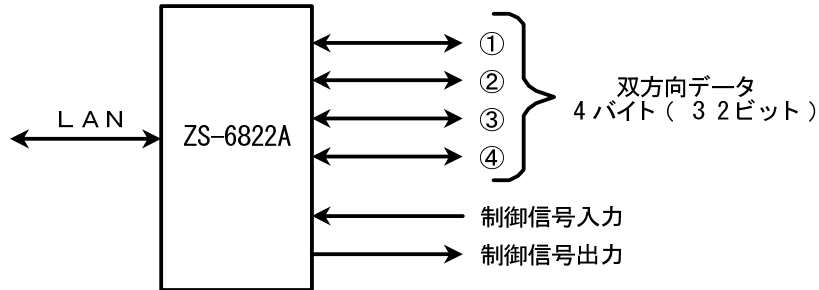 ＬＡＮ
ZS-6822A
①
②
③
④
双方向データ
４バイト（３２ビット）
制御信号入力
制御信号出力